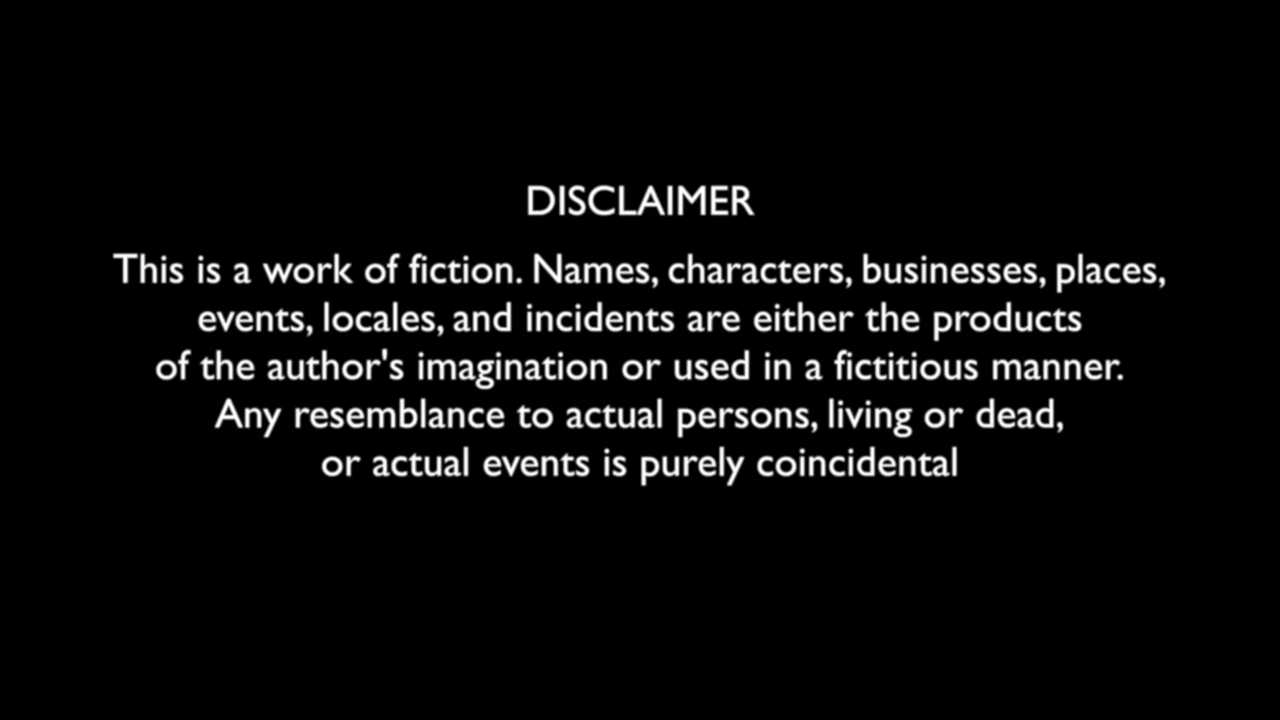 DISCLAIMER
This is a work of fiction. Names, characters, businesses, places,
events, locales, and incidents are either the products
of the author's imagination or used in a fictitious manner.
Any resemblance to actual persons, living or dead,
or actual events is purely coincidental